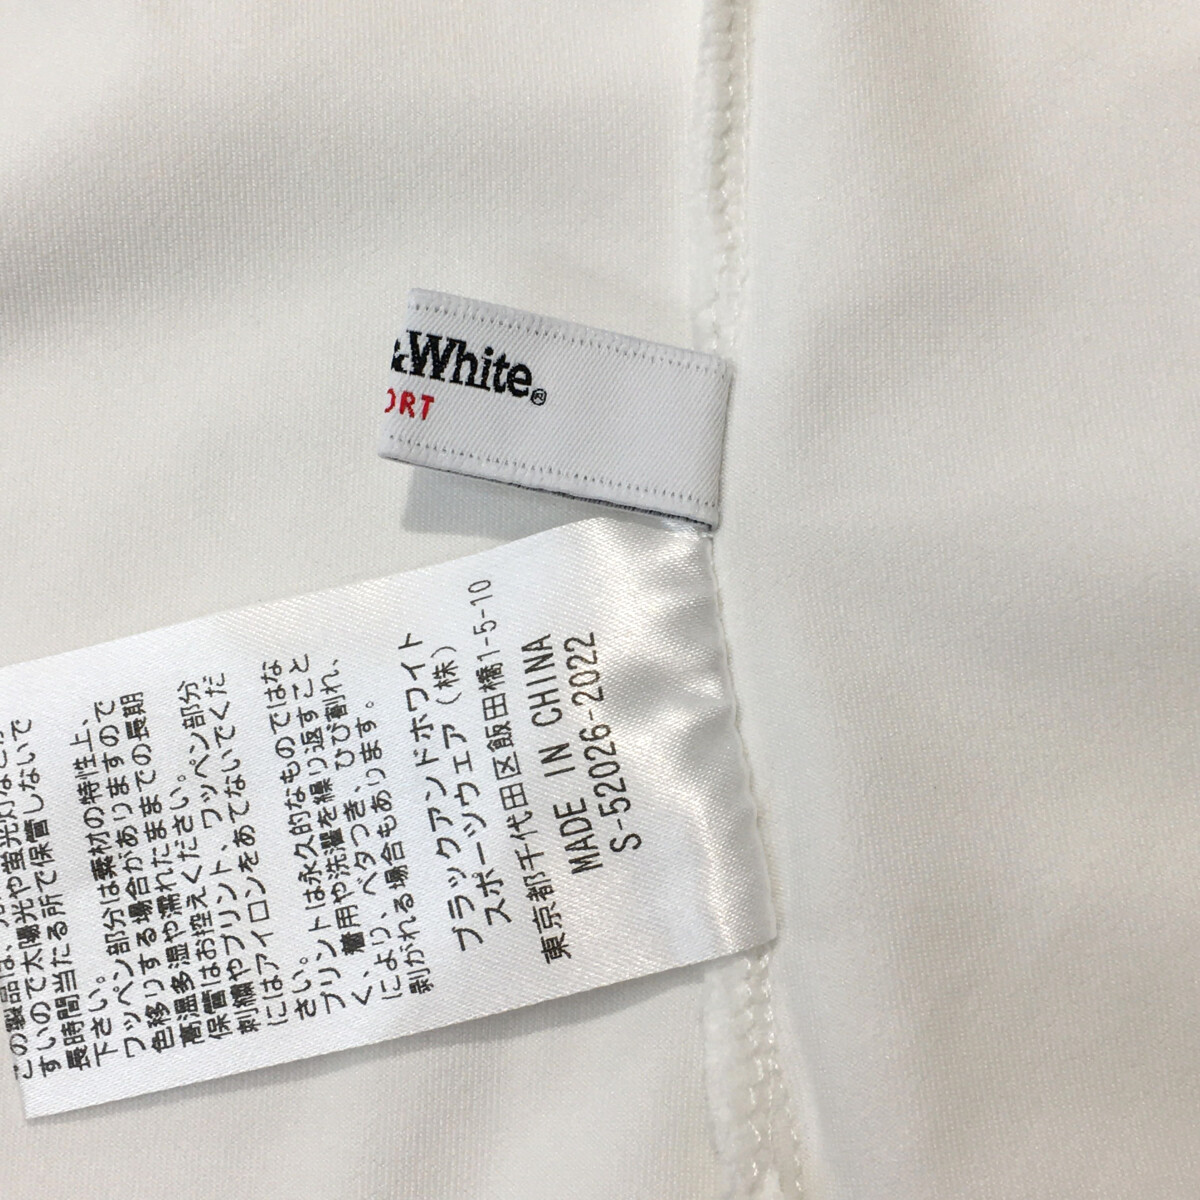 &White®
ORT
すいので太陽光や蛍光灯などが
長時間当たる所で保管しないで
下さい。
ワッペン部分は素材の特性上、
色移りする場合がありますので
高温多湿や濡れたままでの長期
保管はお控えください。
刺繍やプリント、ワッペン部分
にはアイロンをあてないでくだ
さい。
プリントは永久的なものではな
く、着用や洗濯を繰り返すこと
により、ベタつき、ひび割れ、
剥がれる場合もあります。
ブラックアンドホワイト
スポーツウェア(株)
東京都千代田区飯田橋1-5-10
MADE IN CHINA
S-52026-2022